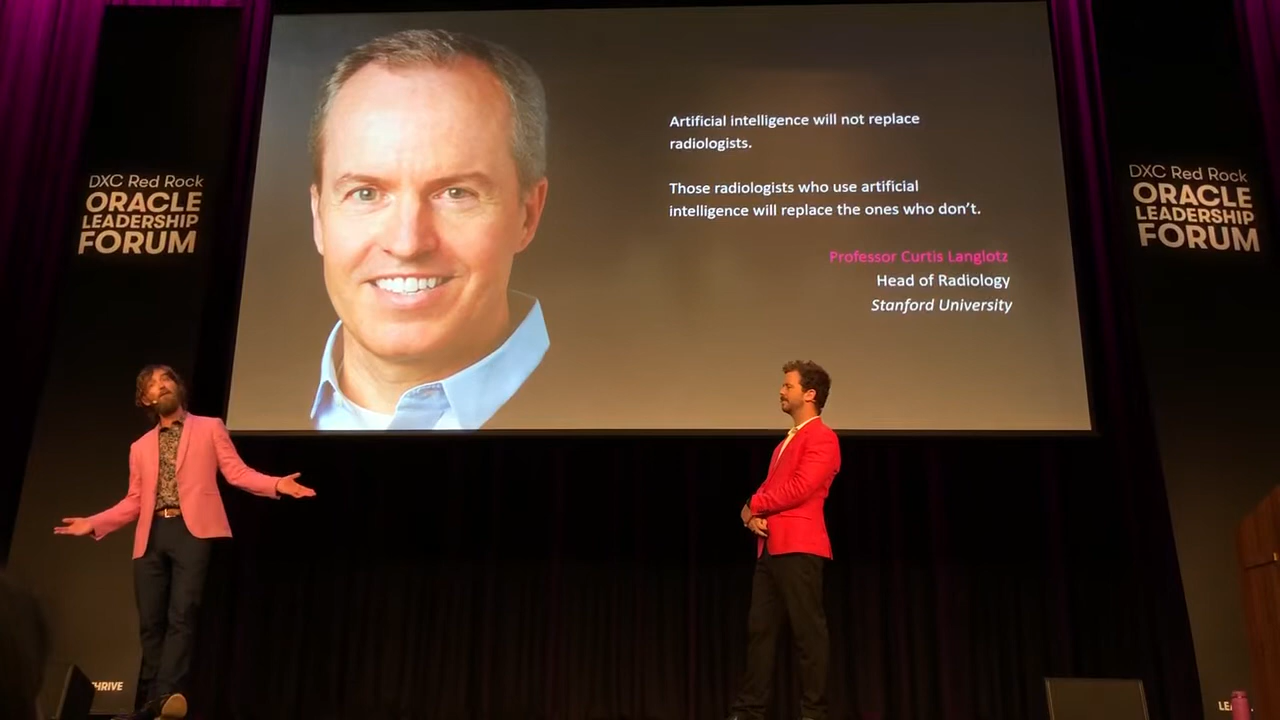 DXC Red Rock
ORACLE
LEADERSHIP
FORUM
Artificial intelligence will not replace
radiologists.
Those radiologists who use artificial
intelligence will replace the ones who don't.
Professor Curtis Langlotz
Head of Radiology
Stanford University
DXC Red Rock
ORACLE
LEADERSHIP
FORUM
THRIVE